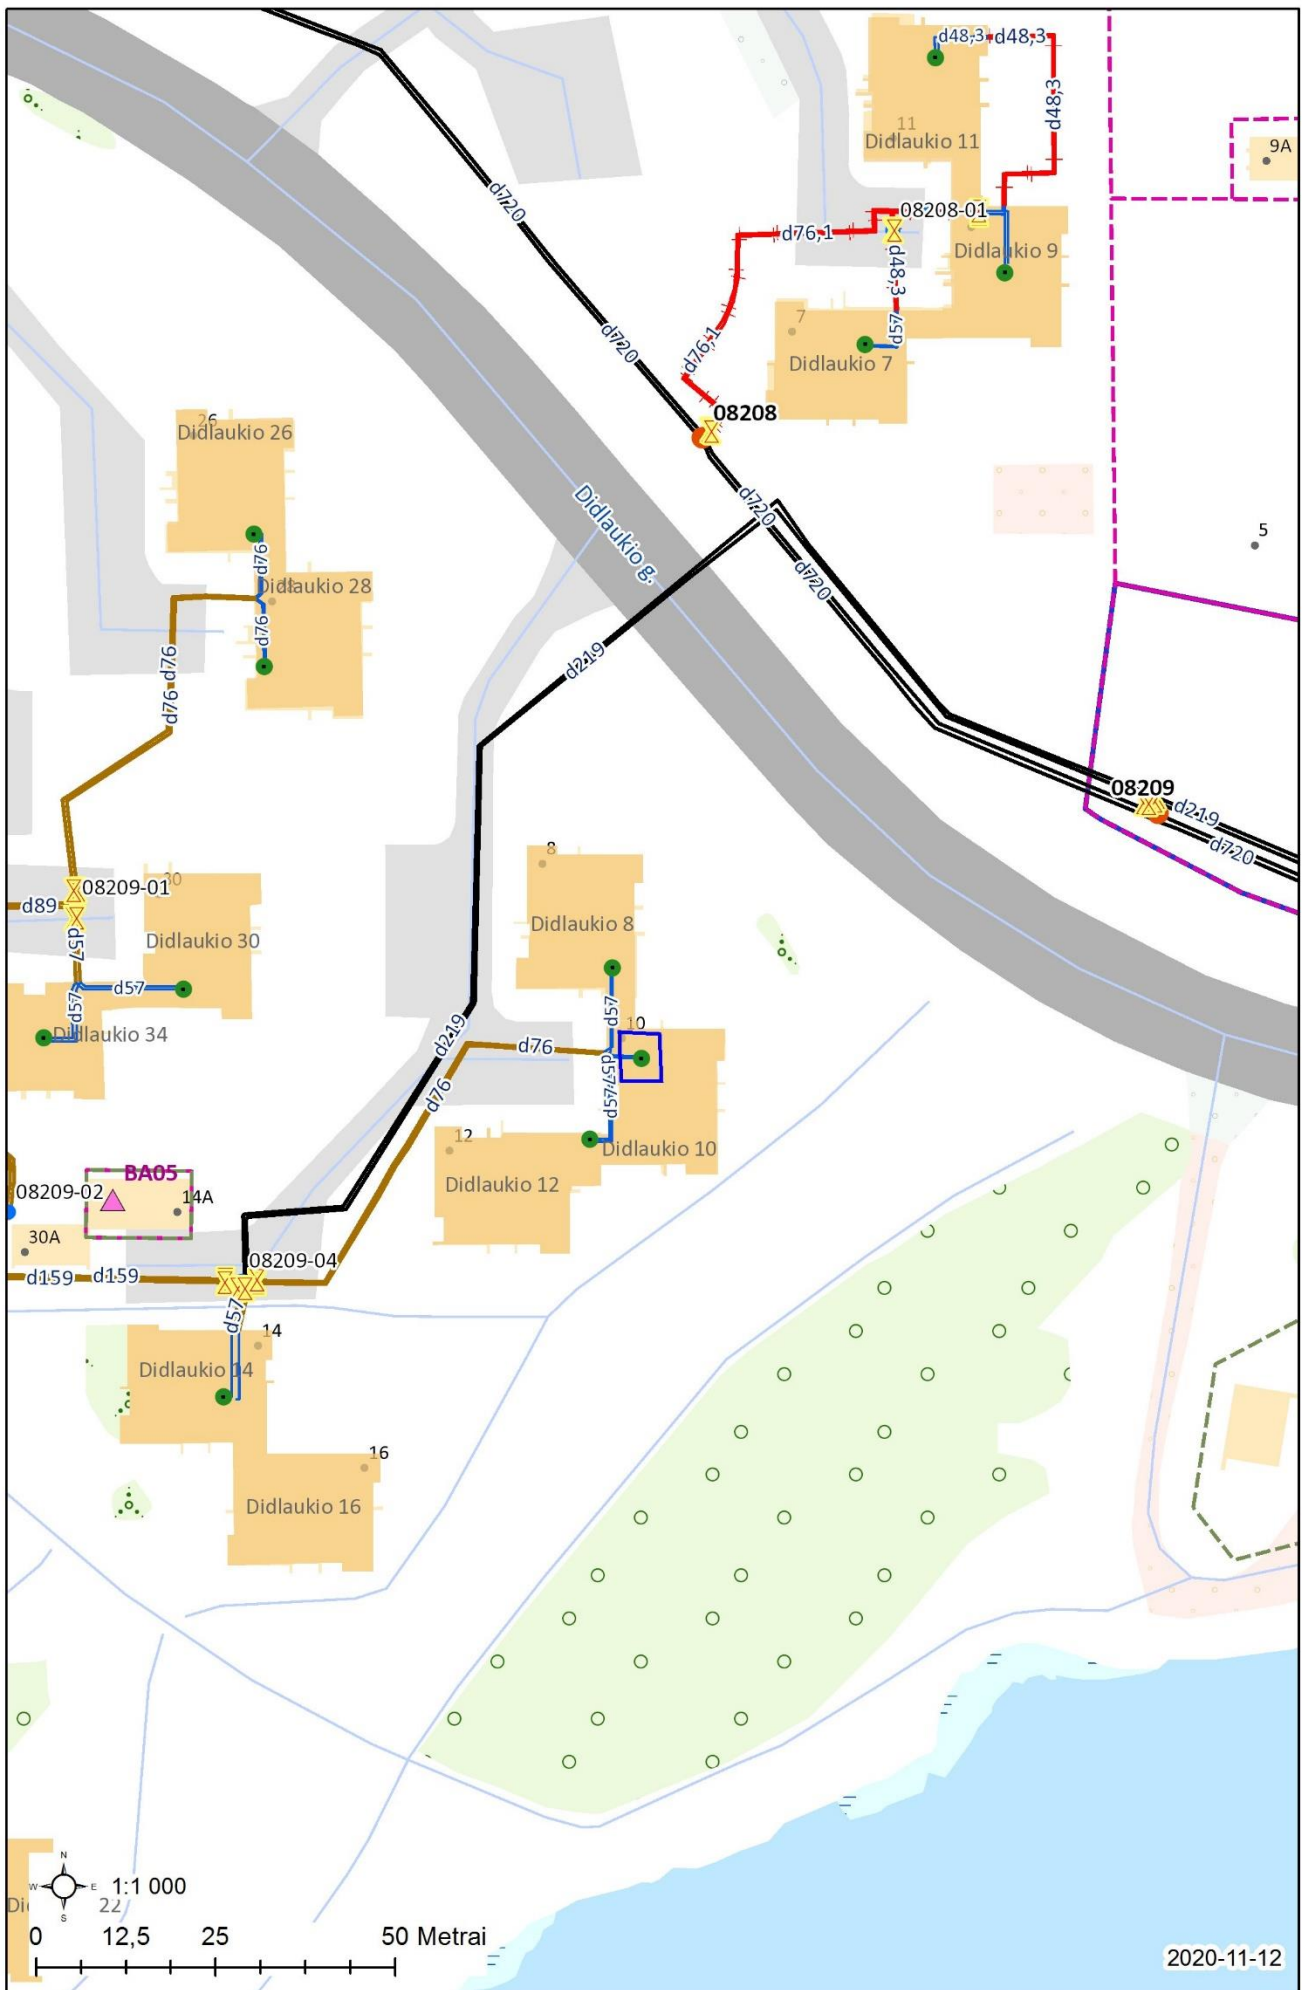 d48,3 d48,3
d48,3
11
Didlaukio 11
9A
d720
08208-01
d76,1
Didlaukio 9
d48,3
7
d57
d720
d76,1
Didlaukio 7
08208
26
Didlaukio 26
d720
Didlaukio g.
5
d76
d720
28
Didlaukio 28
d76
d76 d76
d219
08209
d219
d720
8
30
08209-01
d89
Didlaukio 8
d57
Didlaukio 30
d57
d57
d57
Didlaukio 34
10
d219
d76
d57
d57
d76
12
Didlaukio 10
Didlaukio 12
BA05
08209-02
14A
30A
08209-04
d159 d159
d57
14
Didlaukio 14
16
Didlaukio 16
N
W E
S
1:1 000
22
0 12,5 25 50 Metrai
2020-11-12